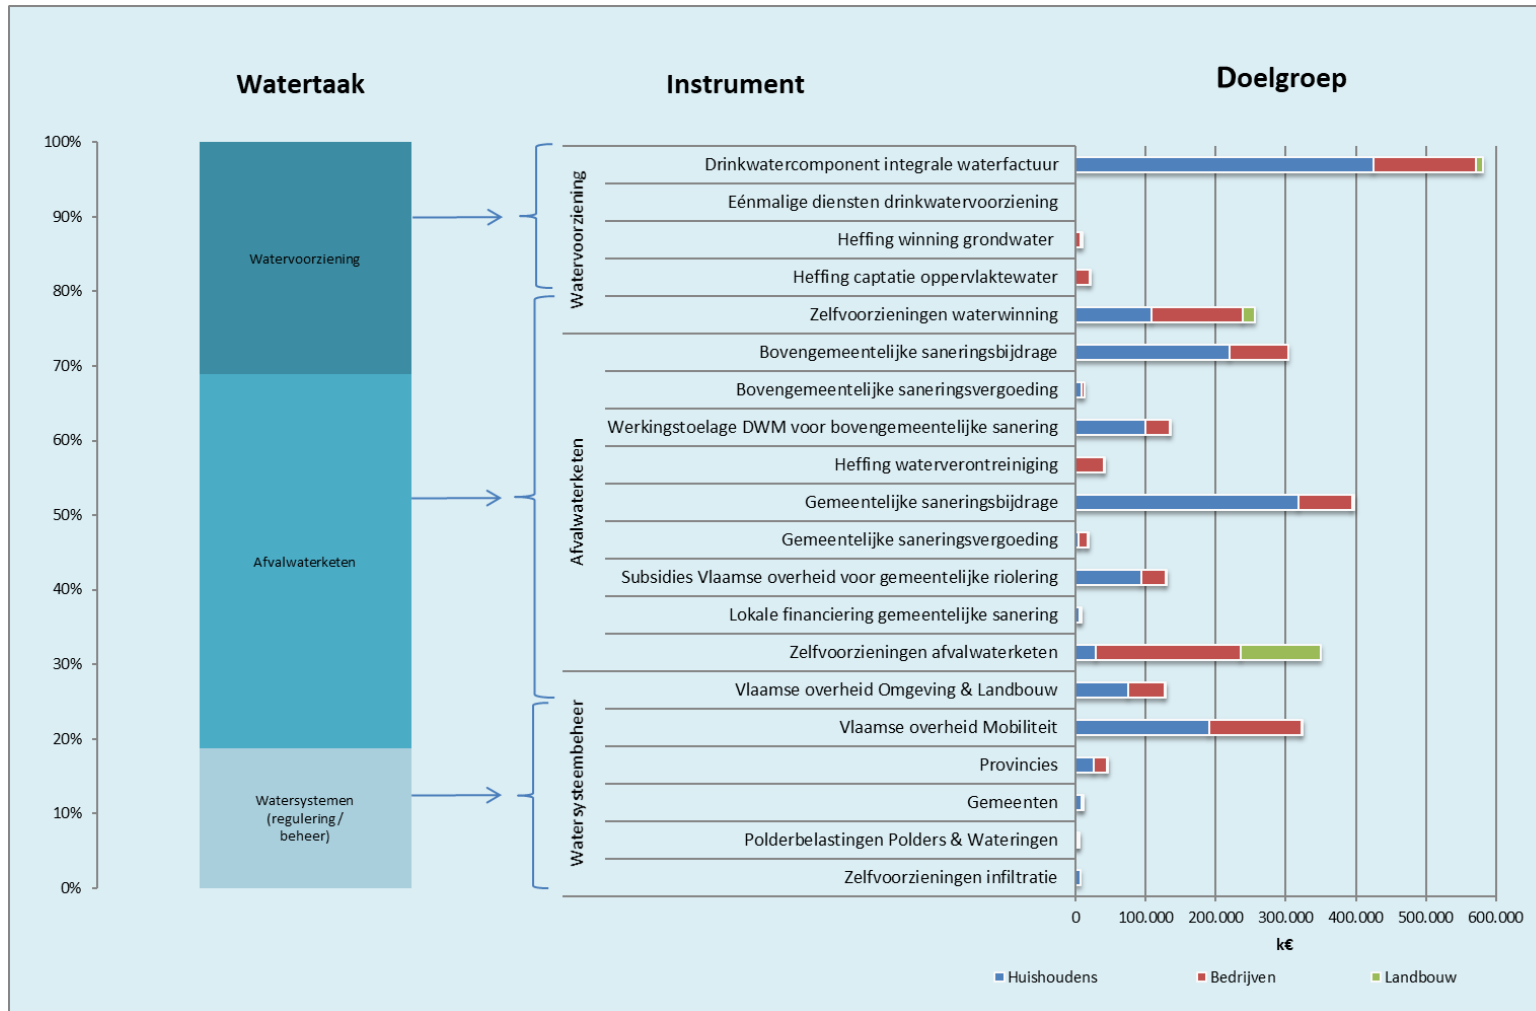 Watertaak
Instrument
Doelgroep
100%
90%
80%
70%
60%
50%
40%
30%
20%
10%
0%
Watervoorziening
Afvalwaterketen
Watersystemen
(regulering /
beheer)
Watervoorziening
Drinkwatercomponent integrale waterfactuur
Eénmalige diensten drinkwatervoorziening
Heffing winning grondwater
Heffing captatie oppervlaktewater
Zelfvoorzieningen waterwinning
Afvalwaterketen
Bovengemeentelijke saneringsbijdrage
Bovengemeentelijke saneringsvergoeding
Werkingstoelage DWM voor bovengemeentelijke sanering
Heffing waterverontreiniging
Gemeentelijke saneringsbijdrage
Gemeentelijke saneringsvergoeding
Subsidies Vlaamse overheid voor gemeentelijke riolering
Lokale financiering gemeentelijke sanering
Zelfvoorzieningen afvalwaterketen
Watersysteembeheer
Vlaamse overheid Omgeving & Landbouw
Vlaamse overheid Mobiliteit
Provincies
Gemeenten
Polderbelastingen Polders & Wateringen
Zelfvoorzieningen infiltratie
0 100.000 200.000 300.000 400.000 500.000 600.000
k€
Huishoudens Bedrijven Landbouw